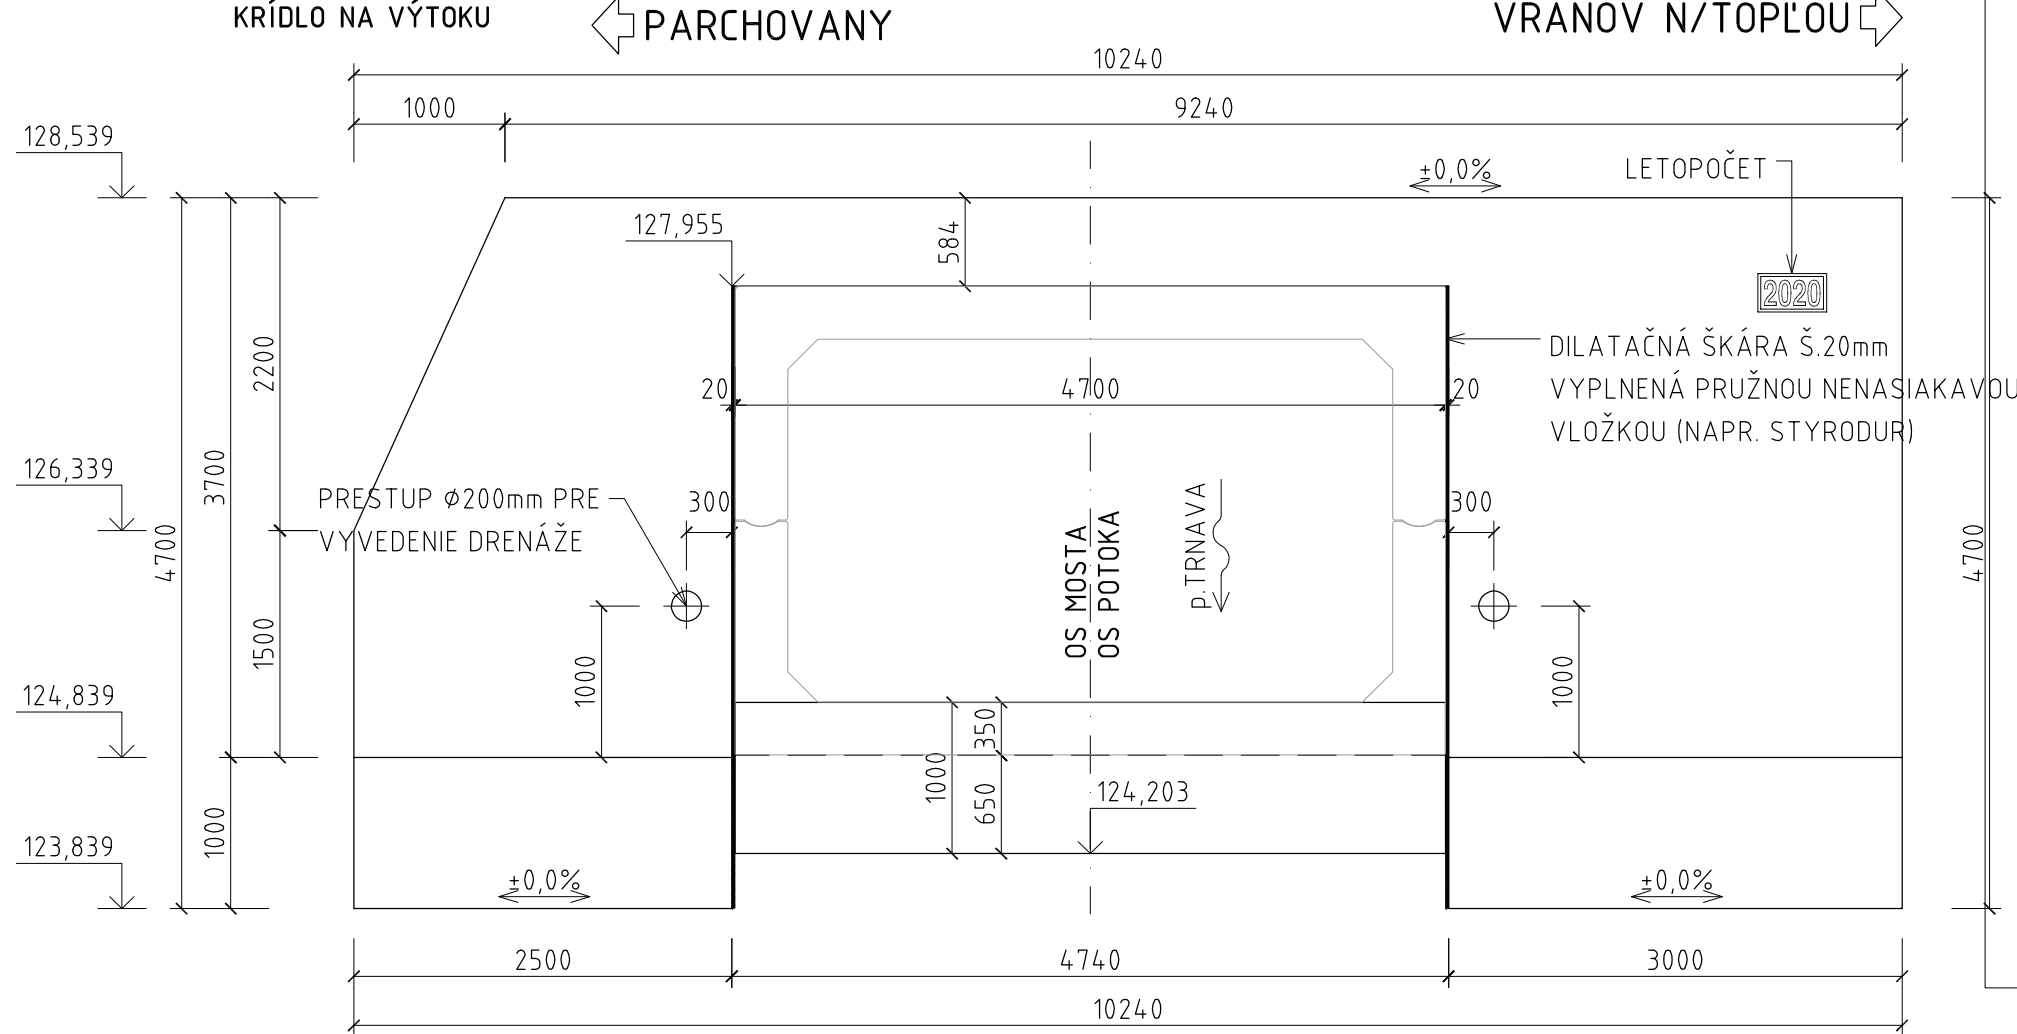 KRÍDLO NA VÝTOKU
PARCHOVANY
VRANOV N/TOPĽOU
10240
1000
9240
128,539
±0,0%
LETOPOČET
127,955
584
2020
2200
DILATAČNÁ ŠKÁRA Š.20mm
VYPLNENÁ PRUŽNOU NENASIAKAVOU
VLOŽKOU (NAPR. STYRODUR)
20
4700
20
126,339
3700
4700
PRESTUP Ø200mm PRE
VYVEDENIE DRENÁŽE
300
300
OS MOSTA
OS POTOKA
p.TRNAVA
4700
1500
1000
1000
124,839
350
1000
650
124,203
1000
123,839
±0,0%
±0,0%
2500
4740
3000
10240